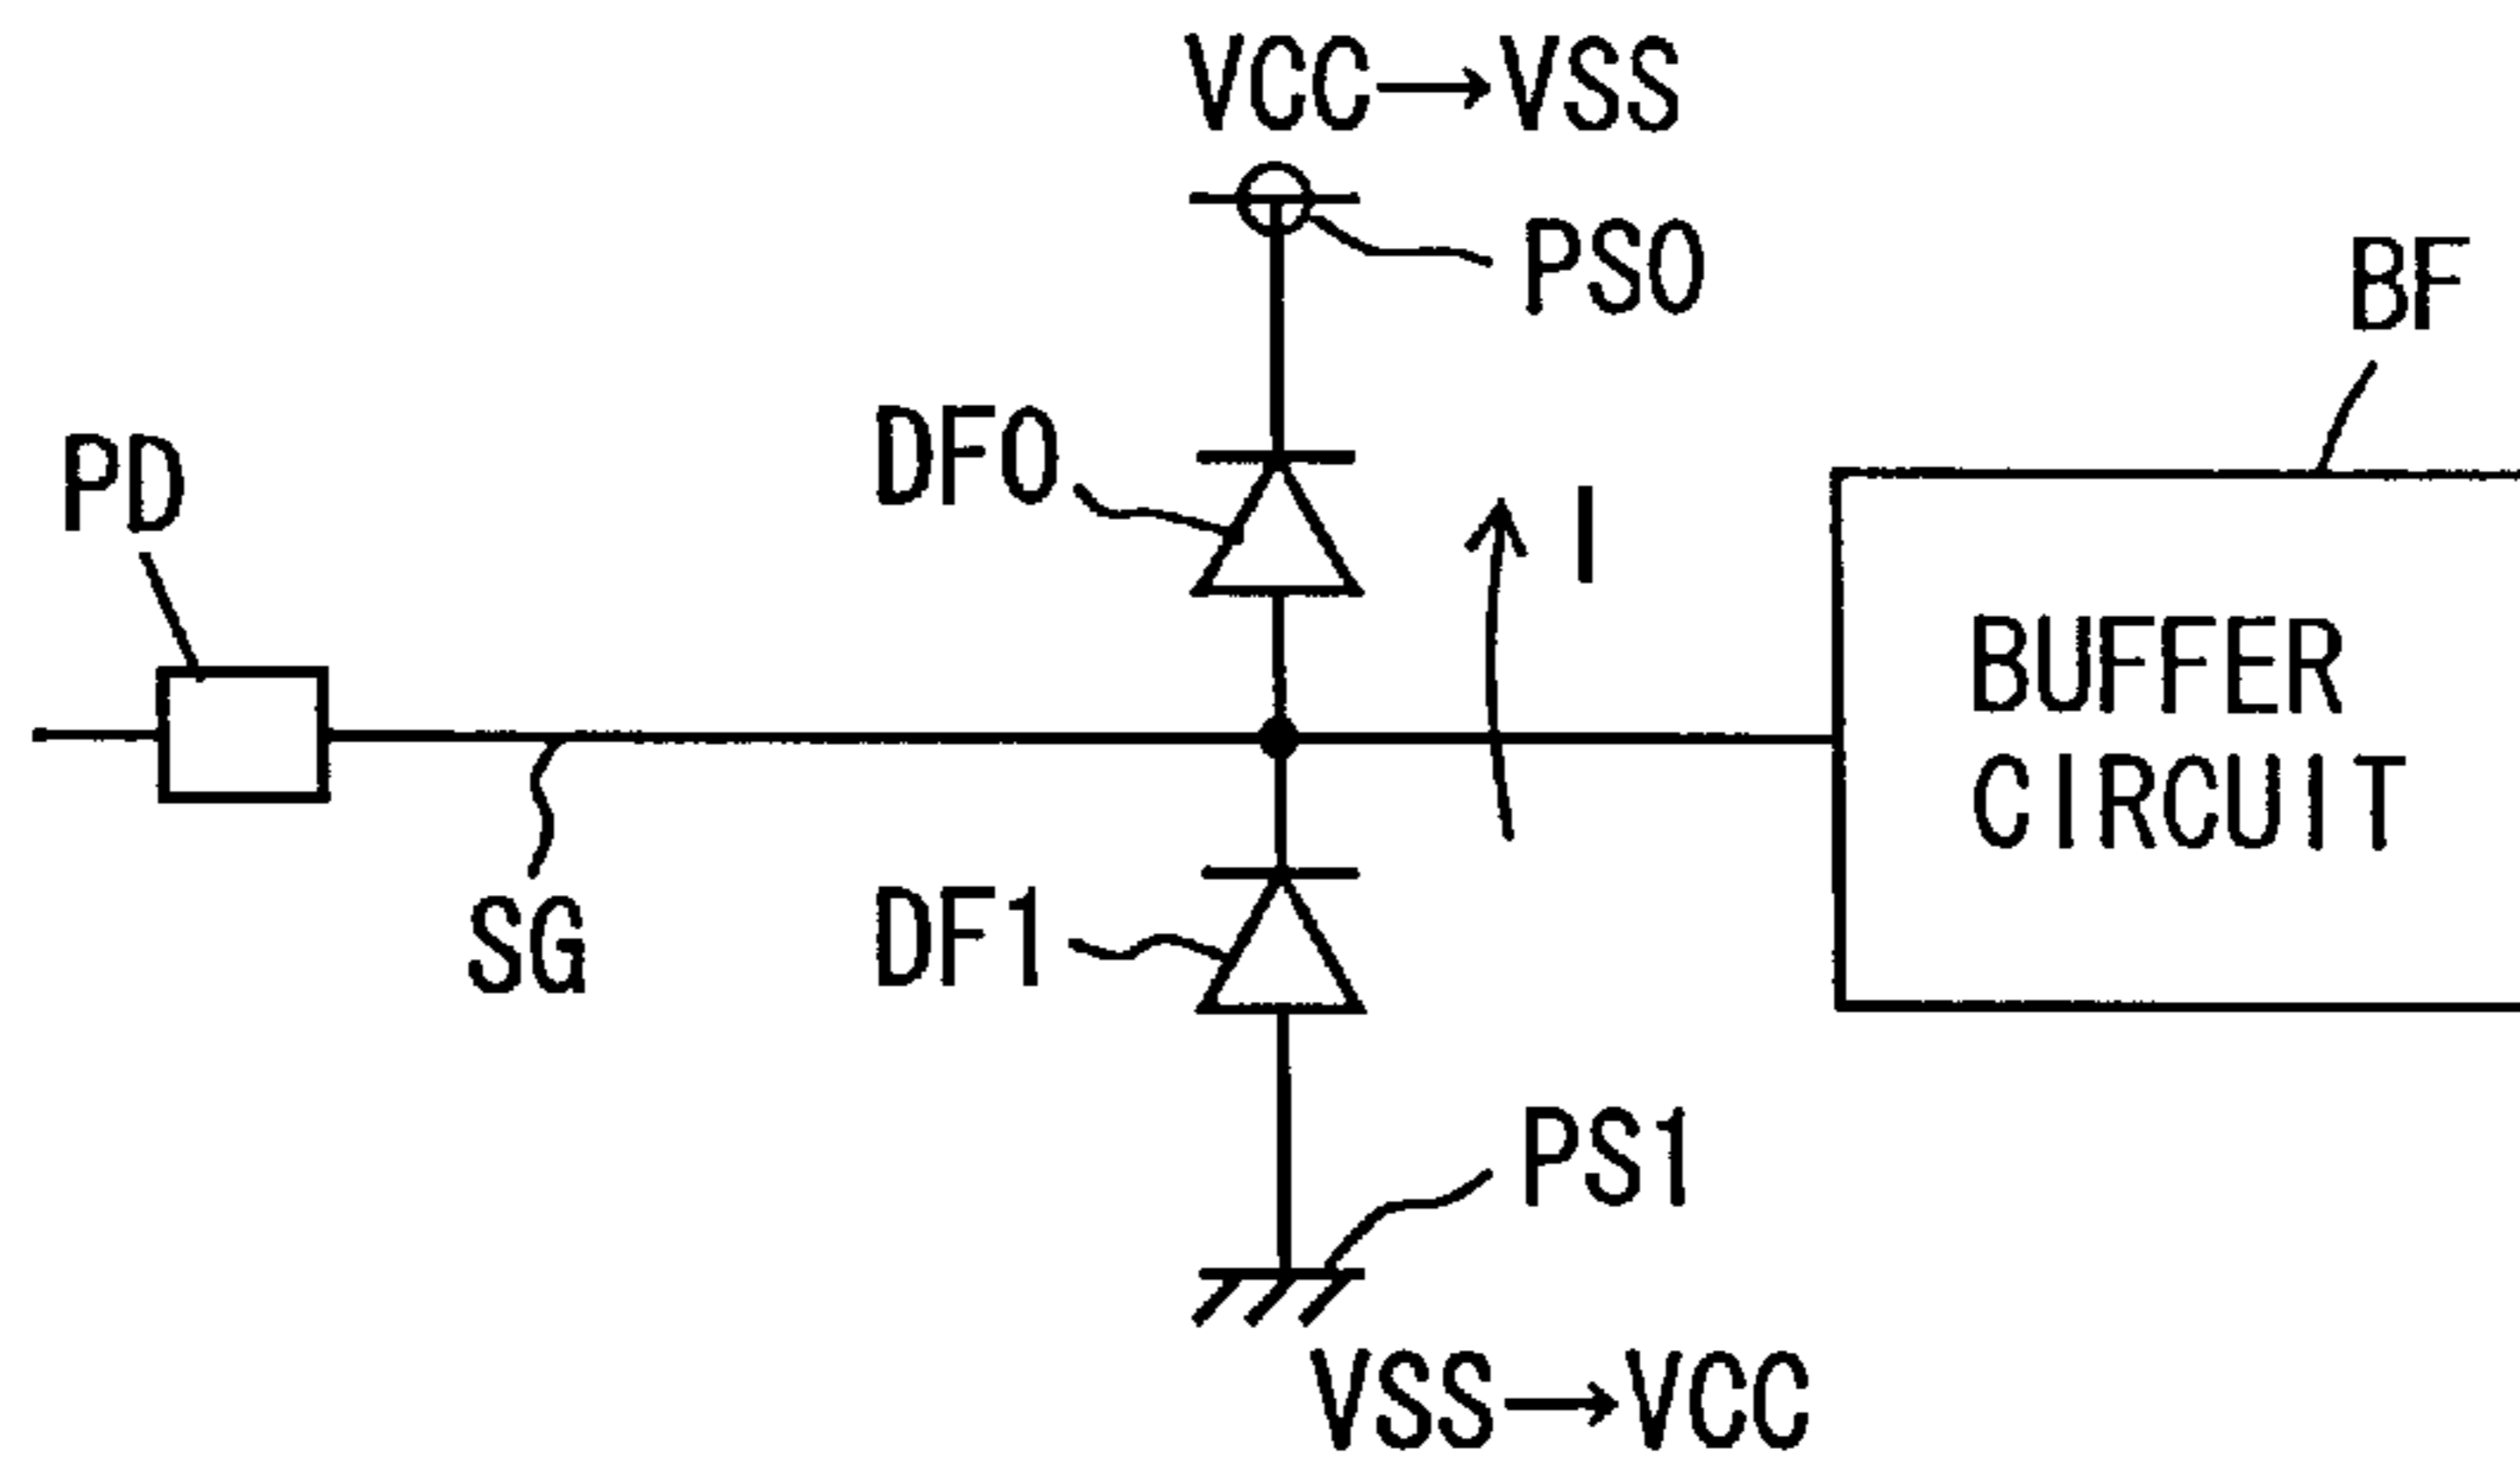 VCC→VSS
PS0
BF
DF0
PD
I
BUFFER
CIRCUIT
SG
DF1
PS1
VSS→VCC